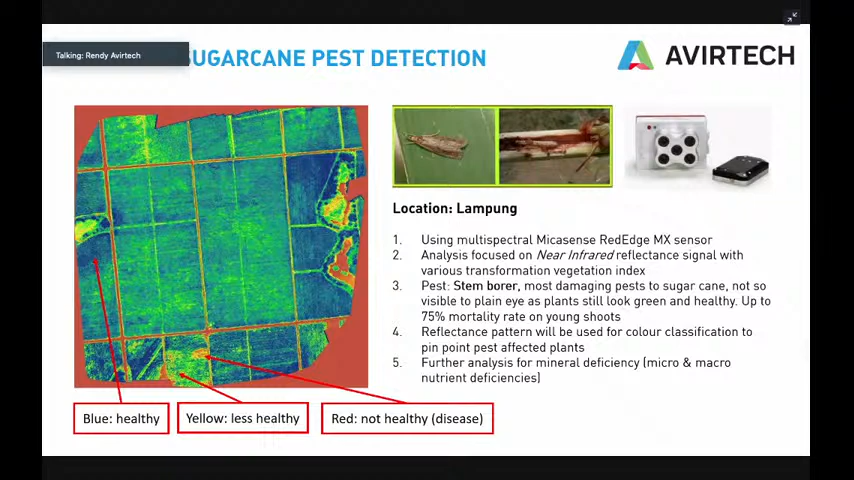 Talking: Rendy Avirtech
UGARCANE PEST DETECTION
AVIRTECH
Location: Lampung
1. Using multispectral Micasense RedEdge MX sensor
2. Analysis focused on Near Infrared reflectance signal with
various transformation vegetation index
3. Pest: Stem borer, most damaging pests to sugar cane, not so
visible to plain eye as plants still look green and healthy. Up to
75% mortality rate on young shoots
4. Reflectance pattern will be used for colour classification to
pin point pest affected plants
5. Further analysis for mineral deficiency (micro & macro
nutrient deficiencies)
Blue: healthy
Yellow: less healthy
Red: not healthy (disease)